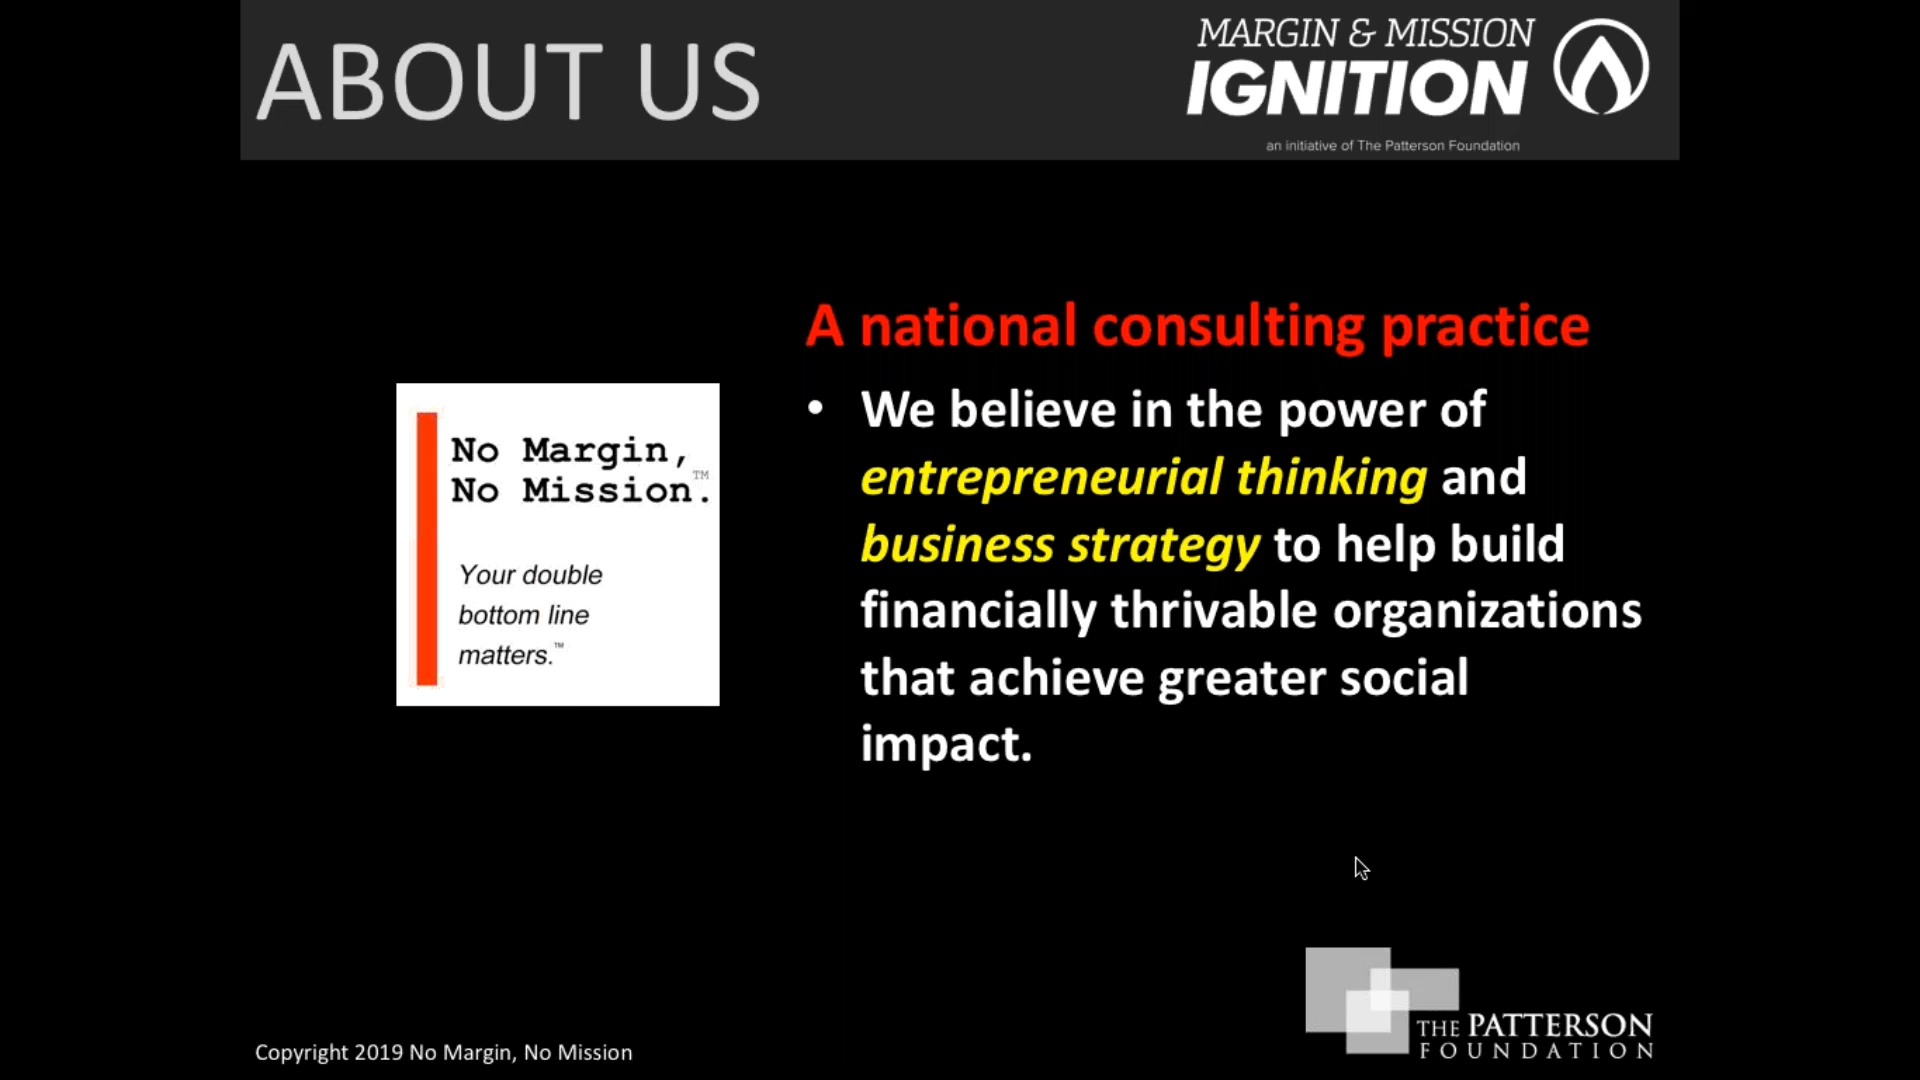 ABOUT US
MARGIN & MISSION
IGNITION
an initiative of The Patterson Foundation
A national consulting practice
• We believe in the power of
entrepreneurial thinking and
business strategy to help build
financially thrivable organizations
that achieve greater social
impact.
No Margin,
No Mission.™
Your double
bottom line
matters.™
THE PATTERSON
FOUNDATION
Copyright 2019 No Margin, No Mission